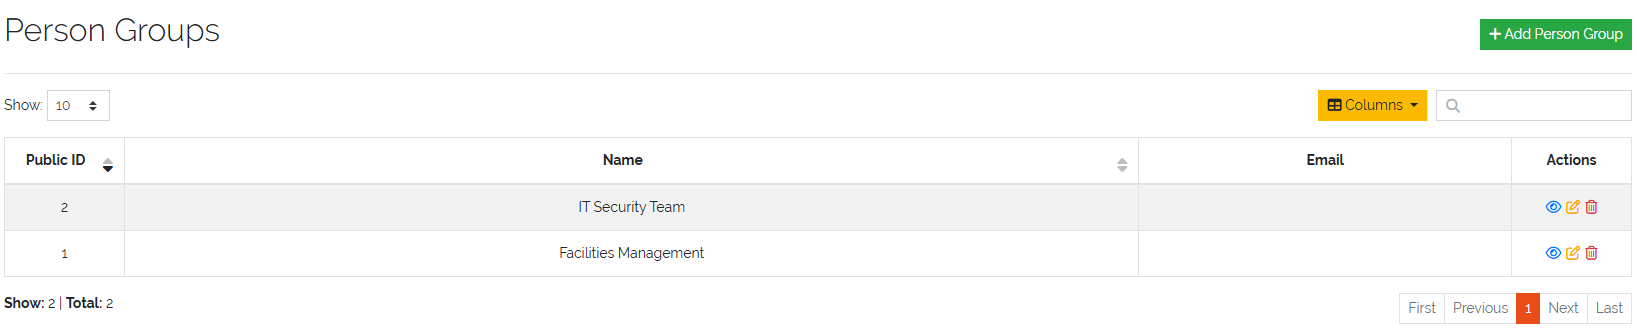 Person Groups
Add Person Group
Show: 10
Columns
Public ID Name Email Actions
2 IT Security Team
1 Facilities Management
Show: 2 | Total: 2
First Previous 1 Next Last